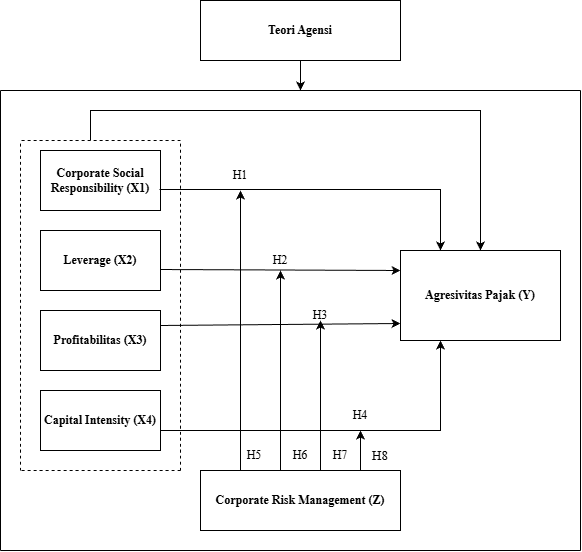 Teori Agensi
Corporate Social
Responsibility (X1)
H1
Leverage (X2)
H2
Agresivitas Pajak (Y)
Profitabilitas (X3)
H3
Capital Intensity (X4)
H4
H5
H6
H7
H8
Corporate Risk Management (Z)